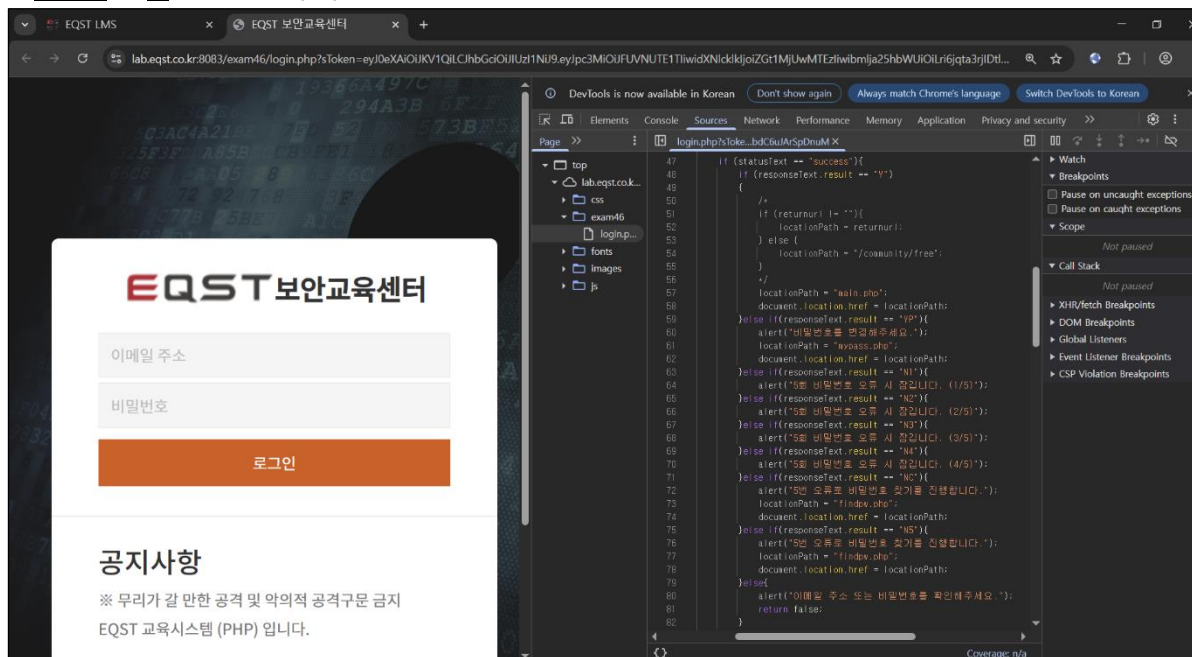 EQST LMS
EQST 보안교육센터
lab.eqst.co.kr:8083/exam46/login.php?sToken=
DevTools is now available in Korean
Don't show again
Always match Chrome's language
Switch DevTools to Korean
Elements Console Sources Network Performance Memory Application Privacy and security
Page
login.php?sToke...bdC6uJArSpDnuM
top
lab.eqst.co.k...
css
exam46
login.p...
fonts
images
js
47 if (statusText == "success"){
48 if (responseText.result == "Y")
49 {
50 /*
51 if (returnurl != ""){
52 locationPath = returnurl;
53 } else {
54 locationPath = "/community/free";
55 }
56 */
57 locationPath = "main.php";
58 document.location.href = locationPath;
59 }else if(responseText.result == "YP"){
60 alert("비밀번호를 변경해주세요.");
61 locationPath = "mypass.php";
62 document.location.href = locationPath;
63 }else if(responseText.result == "N1"){
64 alert("5회 비밀번호 오류 시 잠깁니다. (1/5)");
65 }else if(responseText.result == "N2"){
66 alert("5회 비밀번호 오류 시 잠깁니다. (2/5)");
67 }else if(responseText.result == "N3"){
68 alert("5회 비밀번호 오류 시 잠깁니다. (3/5)");
69 }else if(responseText.result == "N4"){
70 alert("5회 비밀번호 오류 시 잠깁니다. (4/5)");
71 }else if(responseText.result == "NC"){
72 alert("5번 오류로 비밀번호 찾기를 진행합니다.");
73 locationPath = "findpw.php";
74 document.location.href = locationPath;
75 }else if(responseText.result == "N5"){
76 alert("5번 오류로 비밀번호 찾기를 진행합니다.");
77 locationPath = "findpw.php";
78 document.location.href = locationPath;
79 }else{
80 alert("이메일 주소 또는 비밀번호를 확인해주세요.");
81 return false;
82 }
Coverage: n/a
Watch
Breakpoints
Pause on uncaught exceptions
Pause on caught exceptions
Scope
Not paused
Call Stack
Not paused
XHR/fetch Breakpoints
DOM Breakpoints
Global Listeners
Event Listener Breakpoints
CSP Violation Breakpoints
EQST 보안교육센터
이메일 주소
비밀번호
로그인
공지사항
※ 무리가 갈 만한 공격 및 악의적 공격구문 금지
EQST 교육시스템 (PHP) 입니다.